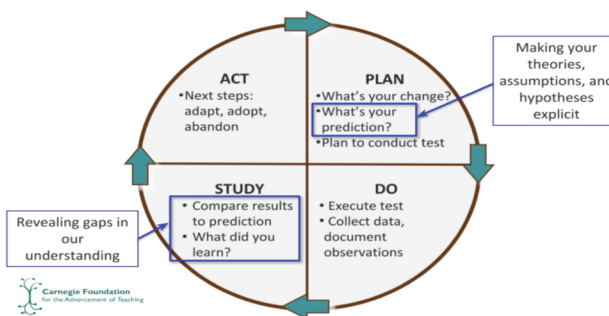 ACT
•Next steps:
adapt, adopt,
abandon
PLAN
•What's your change?
•What's your
prediction?
•Plan to conduct test
Making your
theories,
assumptions, and
hypotheses
explicit
STUDY
• Compare results
to prediction
• What did you
learn?
DO
• Execute test
• Collect data,
document
observations
Revealing gaps in
our
understanding
Carnegie Foundation
for the Advancement of Teaching